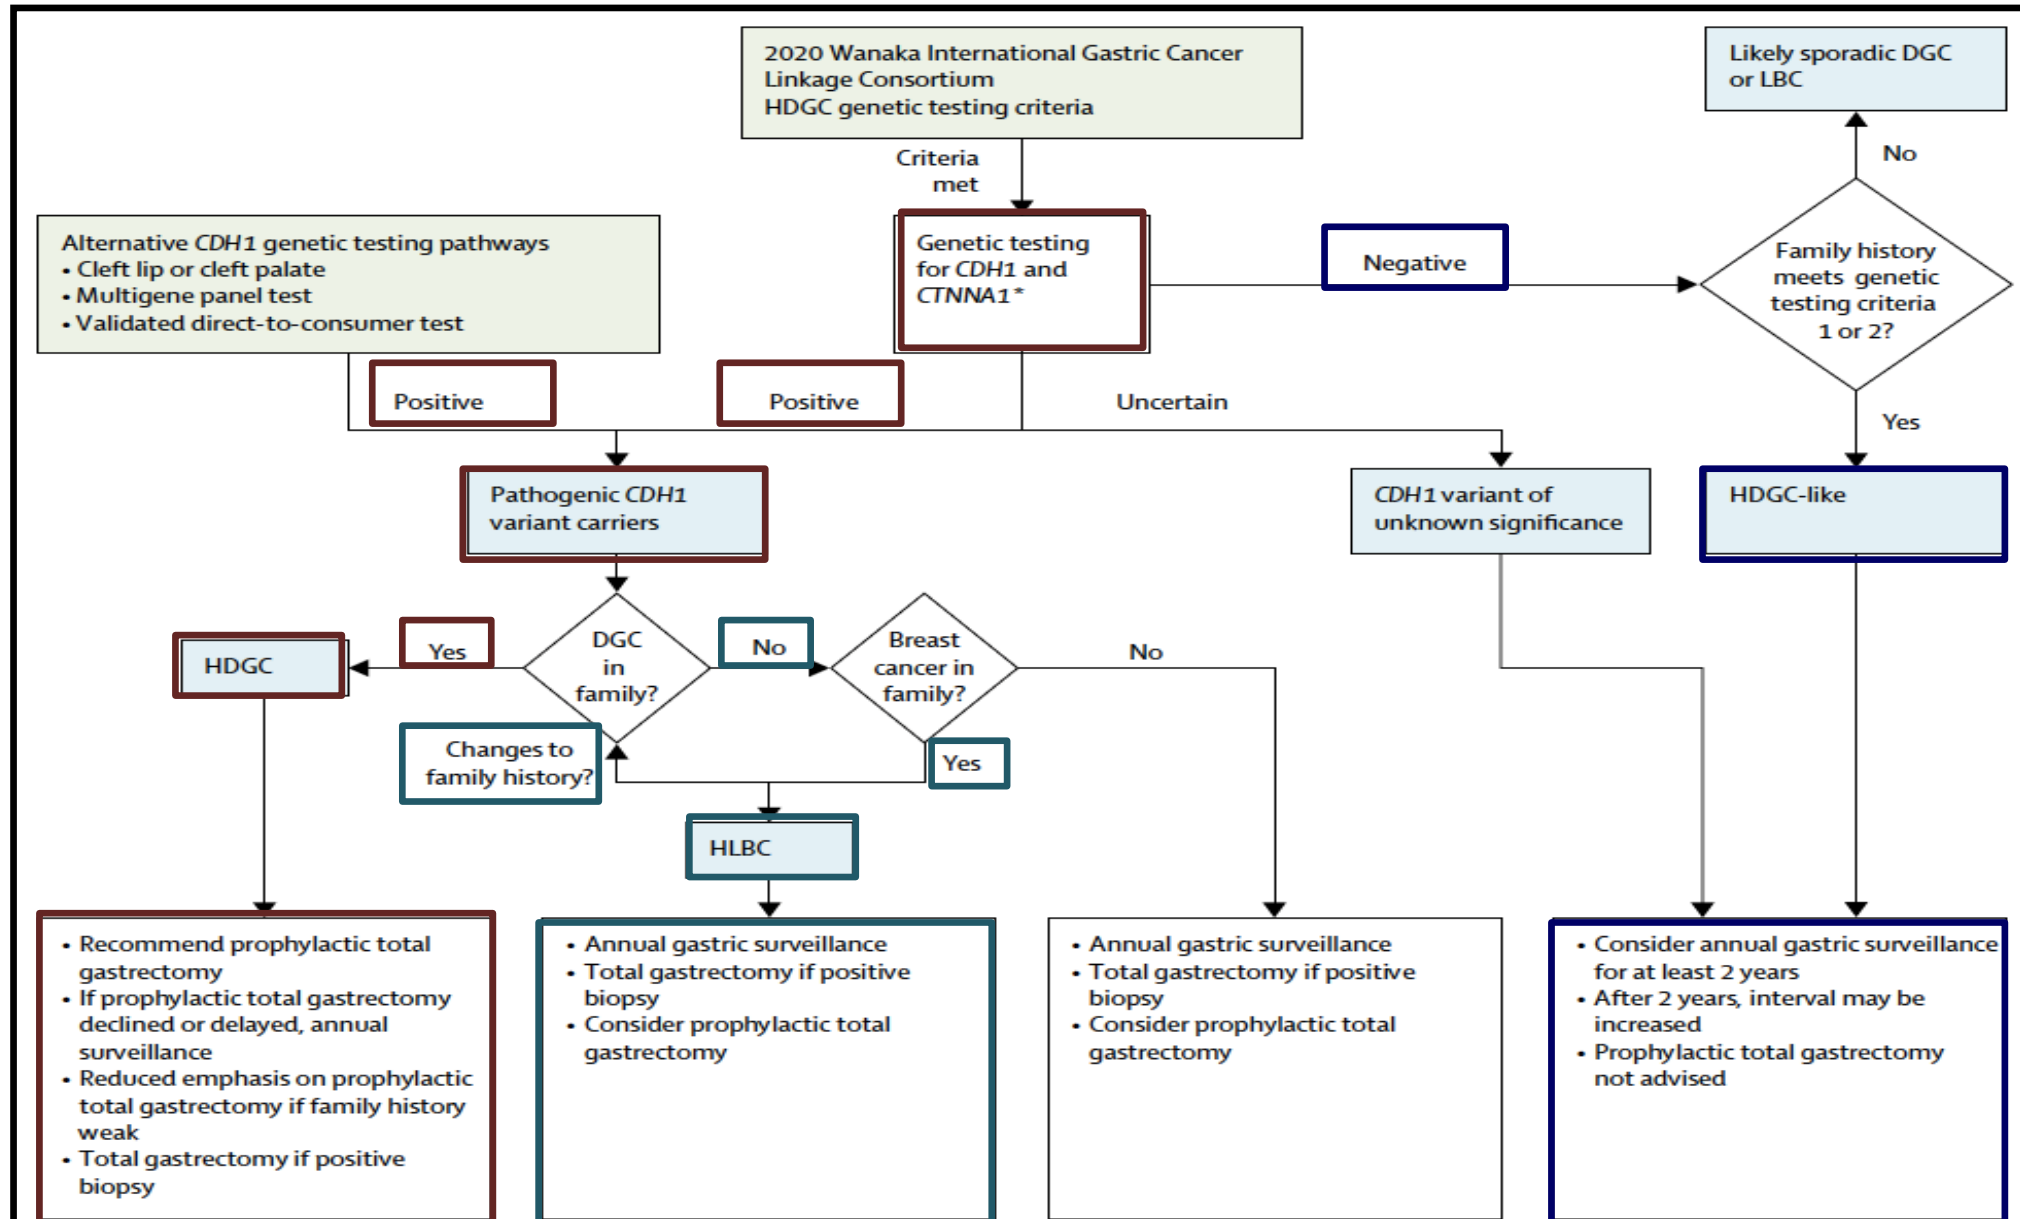 2020 Wanaka International Gastric Cancer
Linkage Consortium
HDGC genetic testing criteria
Likely sporadic DGC
or LBC
Criteria
met
No
Alternative CDH1 genetic testing pathways
• Cleft lip or cleft palate
• Multigene panel test
• Validated direct-to-consumer test
Genetic testing
for CDH1 and
CTNNA1*
Negative
Family history
meets genetic
testing criteria
1 or 2?
Positive
Positive
Uncertain
Yes
Pathogenic CDH1
variant carriers
CDH1 variant of
unknown significance
HDGC-like
HDGC
Yes
DGC
in
family?
No
Breast
cancer in
family?
No
Changes to
family history?
Yes
HLBC
• Recommend prophylactic total
gastrectomy
• If prophylactic total gastrectomy
declined or delayed, annual
surveillance
• Reduced emphasis on prophylactic
total gastrectomy if family history
weak
• Total gastrectomy if positive
biopsy
• Annual gastric surveillance
• Total gastrectomy if positive
biopsy
• Consider prophylactic total
gastrectomy
• Annual gastric surveillance
• Total gastrectomy if positive
biopsy
• Consider prophylactic total
gastrectomy
• Consider annual gastric surveillance
for at least 2 years
• After 2 years, interval may be
increased
• Prophylactic total gastrectomy
not advised